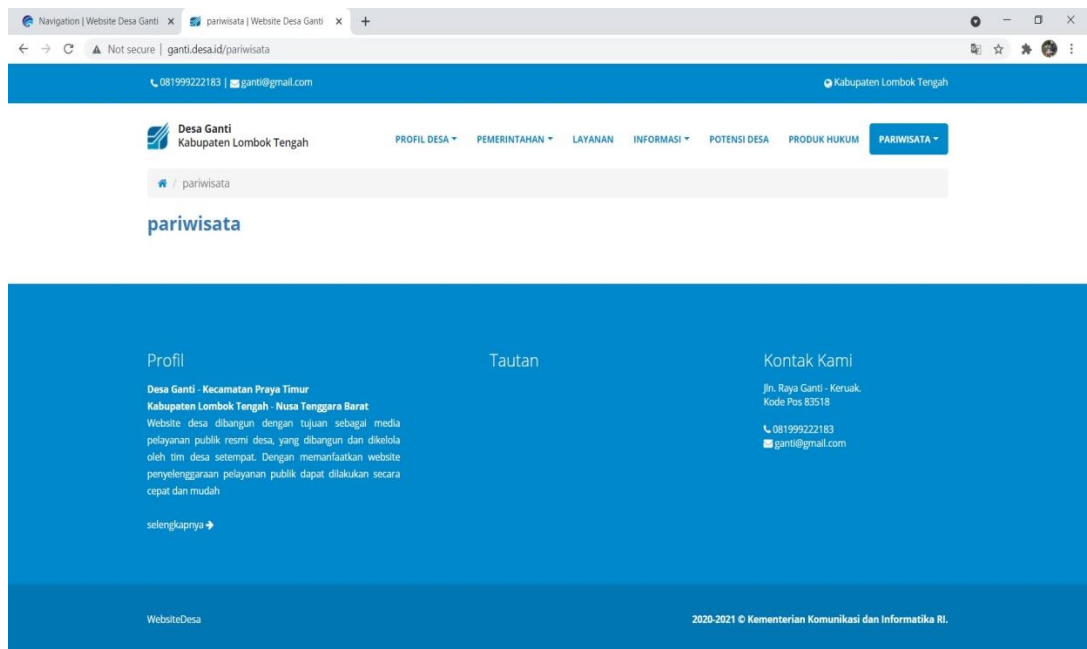 Navigation | Website Desa Ganti
pariwisata | Website Desa Ganti
Not secure | ganti.desa.id/pariwisata
081999222183 | ganti@gmail.com
Kabupaten Lombok Tengah
Desa Ganti
Kabupaten Lombok Tengah
PROFIL DESA PEMERINTAHAN LAYANAN INFORMASI POTENSI DESA PRODUK HUKUM PARIWISATA
/ pariwisata
pariwisata
Profil
Desa Ganti - Kecamatan Praya Timur
Kabupaten Lombok Tengah - Nusa Tenggara Barat
Website desa dibangun dengan tujuan sebagai media
pelayanan publik resmi desa, yang dibangun dan dikelola
oleh tim desa setempat. Dengan memanfaatkan website
penyelenggaraan pelayanan publik dapat dilakukan secara
cepat dan mudah
selengkapnya
Tautan
Kontak Kami
Jln. Raya Ganti - Keruak.
Kode Pos 83518
081999222183
ganti@gmail.com
WebsiteDesa
2020-2021 © Kementerian Komunikasi dan Informatika RI.